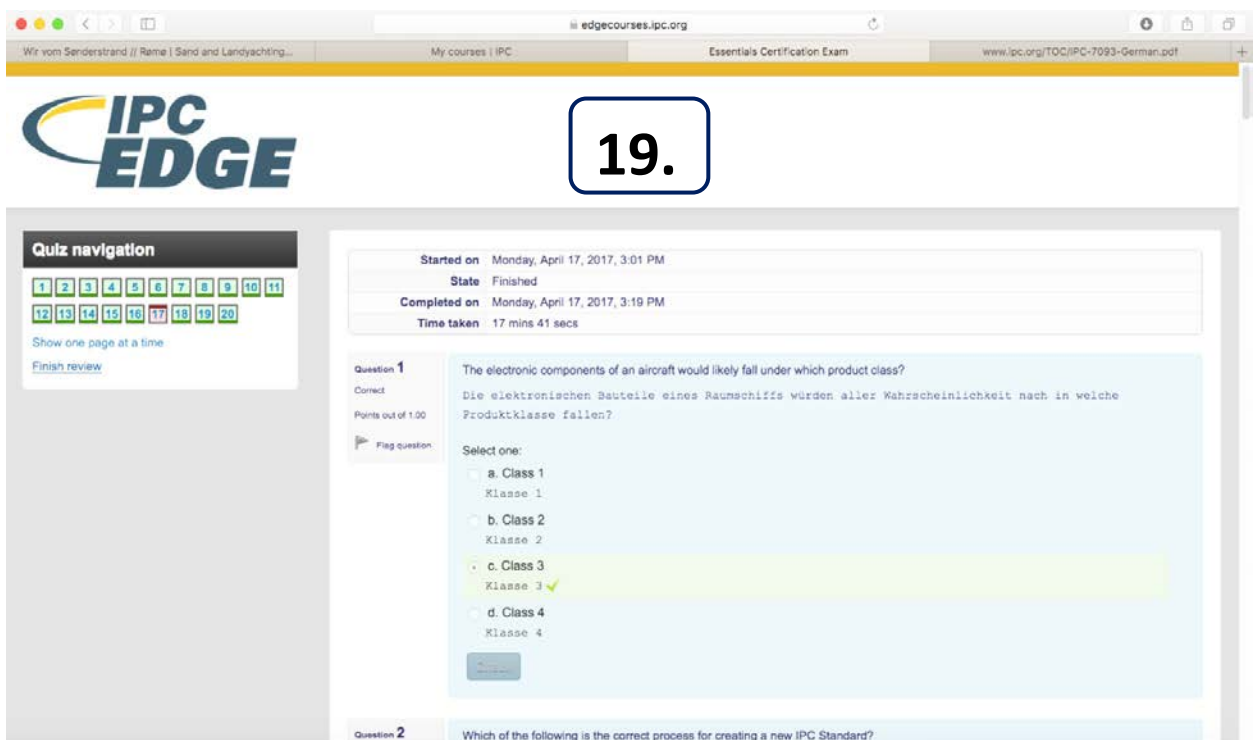 edgecourses.ipc.org
Wir vom Sønderstrand // Rømø | Sand and Landyachting...
My courses | IPC
Essentials Certification Exam
www.ipc.org/TOC/IPC-7093-German.pdf
IPC
EDGE
19.
Quiz navigation
1 2 3 4 5 6 7 8 9 10 11
12 13 14 15 16 17 18 19 20
Show one page at a time
Finish review
Started on Monday, April 17, 2017, 3:01 PM
State Finished
Completed on Monday, April 17, 2017, 3:19 PM
Time taken 17 mins 41 secs
Question 1
Correct
Points out of 1.00
Flag question
The electronic components of an aircraft would likely fall under which product class?
Die elektronischen Bauteile eines Raumschiffs würden aller Wahrscheinlichkeit nach in welche
Produktklasse fallen?
Select one:
a. Class 1
Klasse 1
b. Class 2
Klasse 2
c. Class 3
Klasse 3
d. Class 4
Klasse 4
Question 2
Which of the following is the correct process for creating a new IPC Standard?